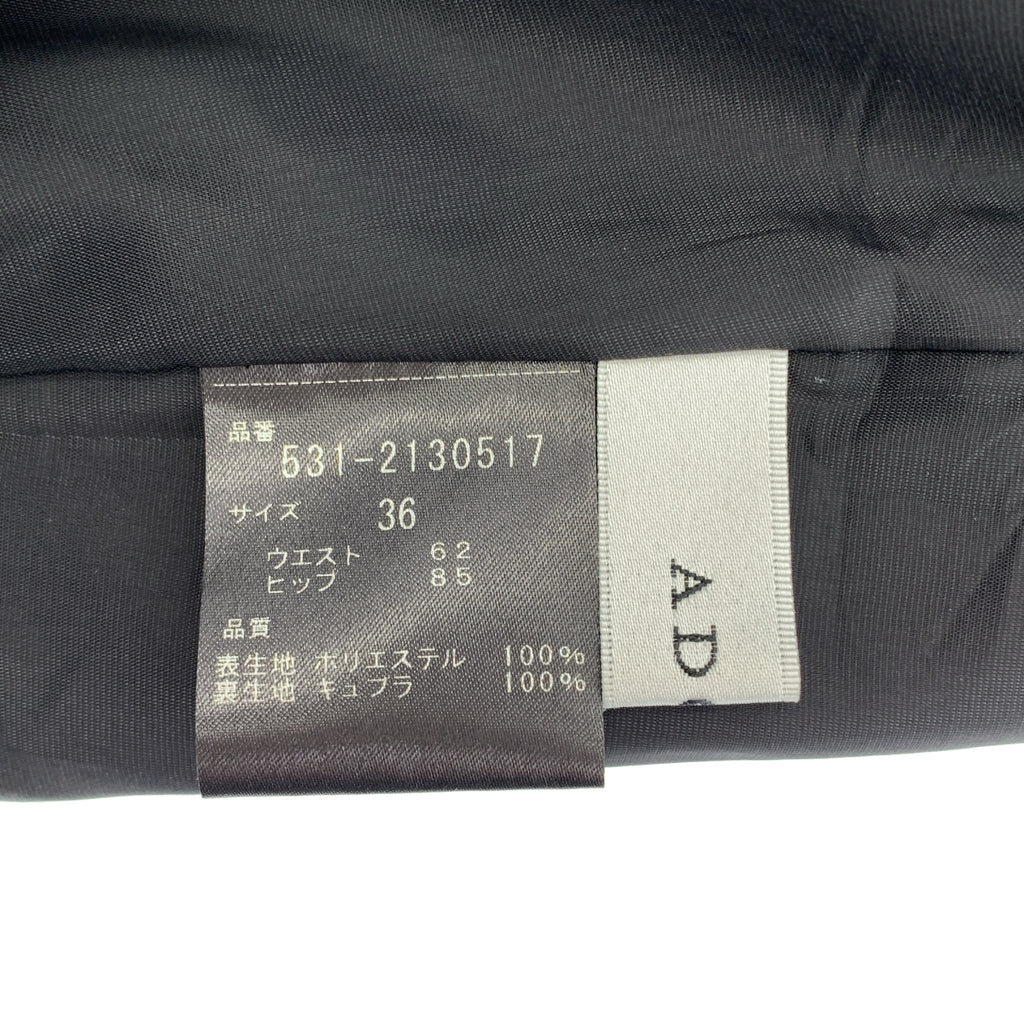 品番
531-2130517
サイズ 36
ウエスト 62
ヒップ 85
品質
表生地 ポリエステル 100%
裏生地 キュプラ 100%
AD